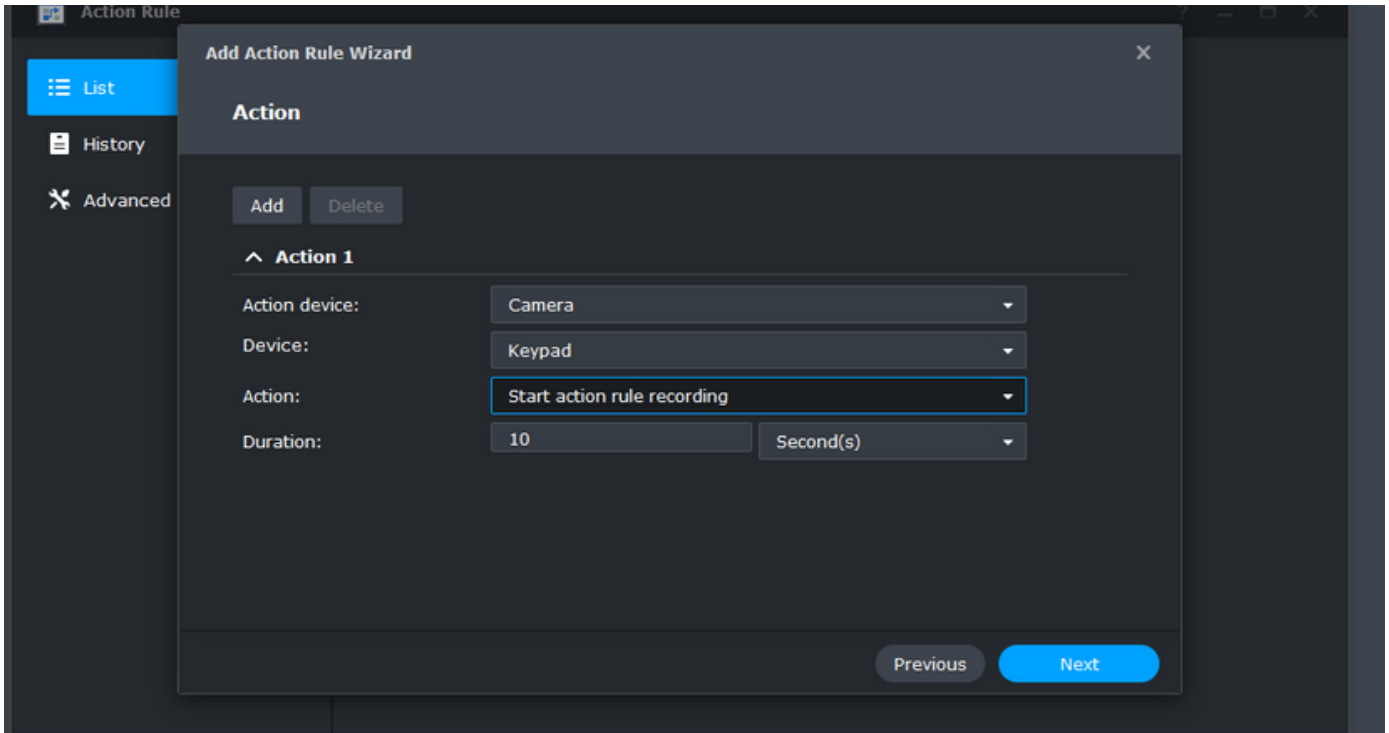 Action Rule
Add Action Rule Wizard
Action
List
History
Advanced
Add Delete
Action 1
Action device: Camera
Device: Keypad
Action: Start action rule recording
Duration: 10 Second(s)
Previous Next